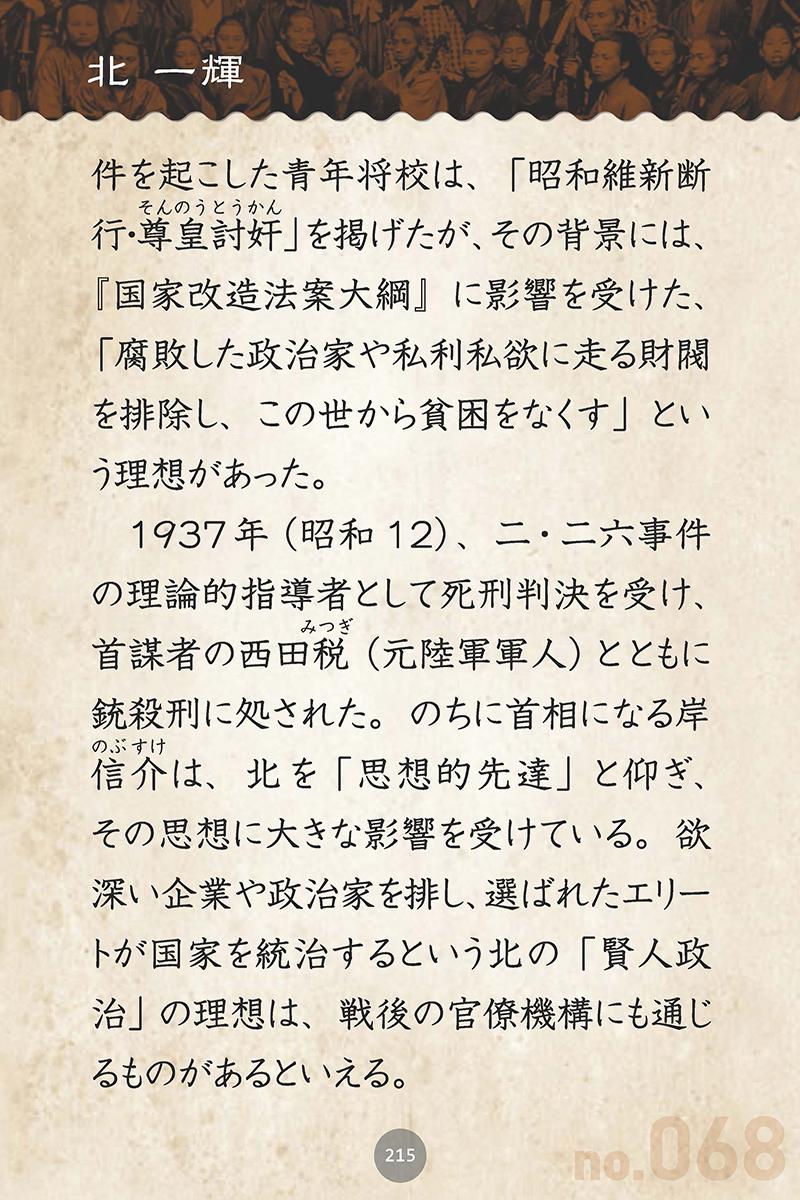 北 一輝
件を起こした青年将校は、「昭和維新断
そんのうとうかん
行・尊皇討奸」を掲げたが、その背景には、
『国家改造法案大綱』に影響を受けた、
「腐敗した政治家や私利私欲に走る財閥
を排除し、この世から貧困をなくす」とい
う理想があった。
1937年(昭和12)、二・二六事件
の理論的指導者として死刑判決を受け、
みつぎ
首謀者の西田税(元陸軍軍人)とともに
銃殺刑に処された。のちに首相になる岸
のぶすけ
信介は、北を「思想的先達」と仰ぎ、
その思想に大きな影響を受けている。欲
深い企業や政治家を排し、選ばれたエリー
トが国家を統治するという北の「賢人政
治」の理想は、戦後の官僚機構にも通じ
るものがあるといえる。
215
no.068